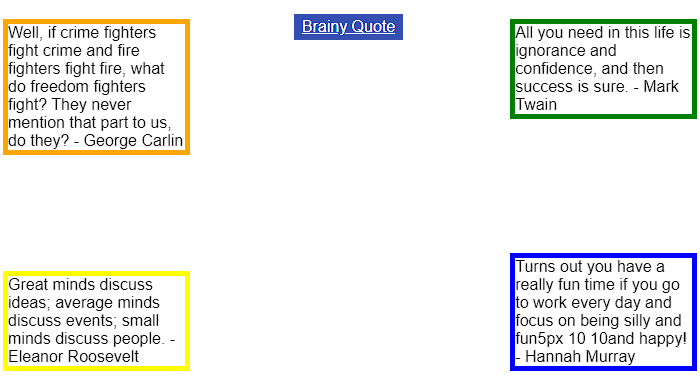 Well, if crime fighters
fight crime and fire
fighters fight fire, what
do freedom fighters
fight? They never
mention that part to us,
do they? - George Carlin
Brainy Quote
All you need in this life is
ignorance and
confidence, and then
success is sure. - Mark
Twain
Great minds discuss
ideas; average minds
discuss events; small
minds discuss people. -
Eleanor Roosevelt
Turns out you have a
really fun time if you go
to work every day and
focus on being silly and
fun5px 10 10and happy!
- Hannah Murray